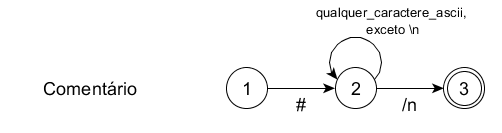 qualquer_caractere_ascii,
exceto \n
Comentário
1
2
3
#
/n